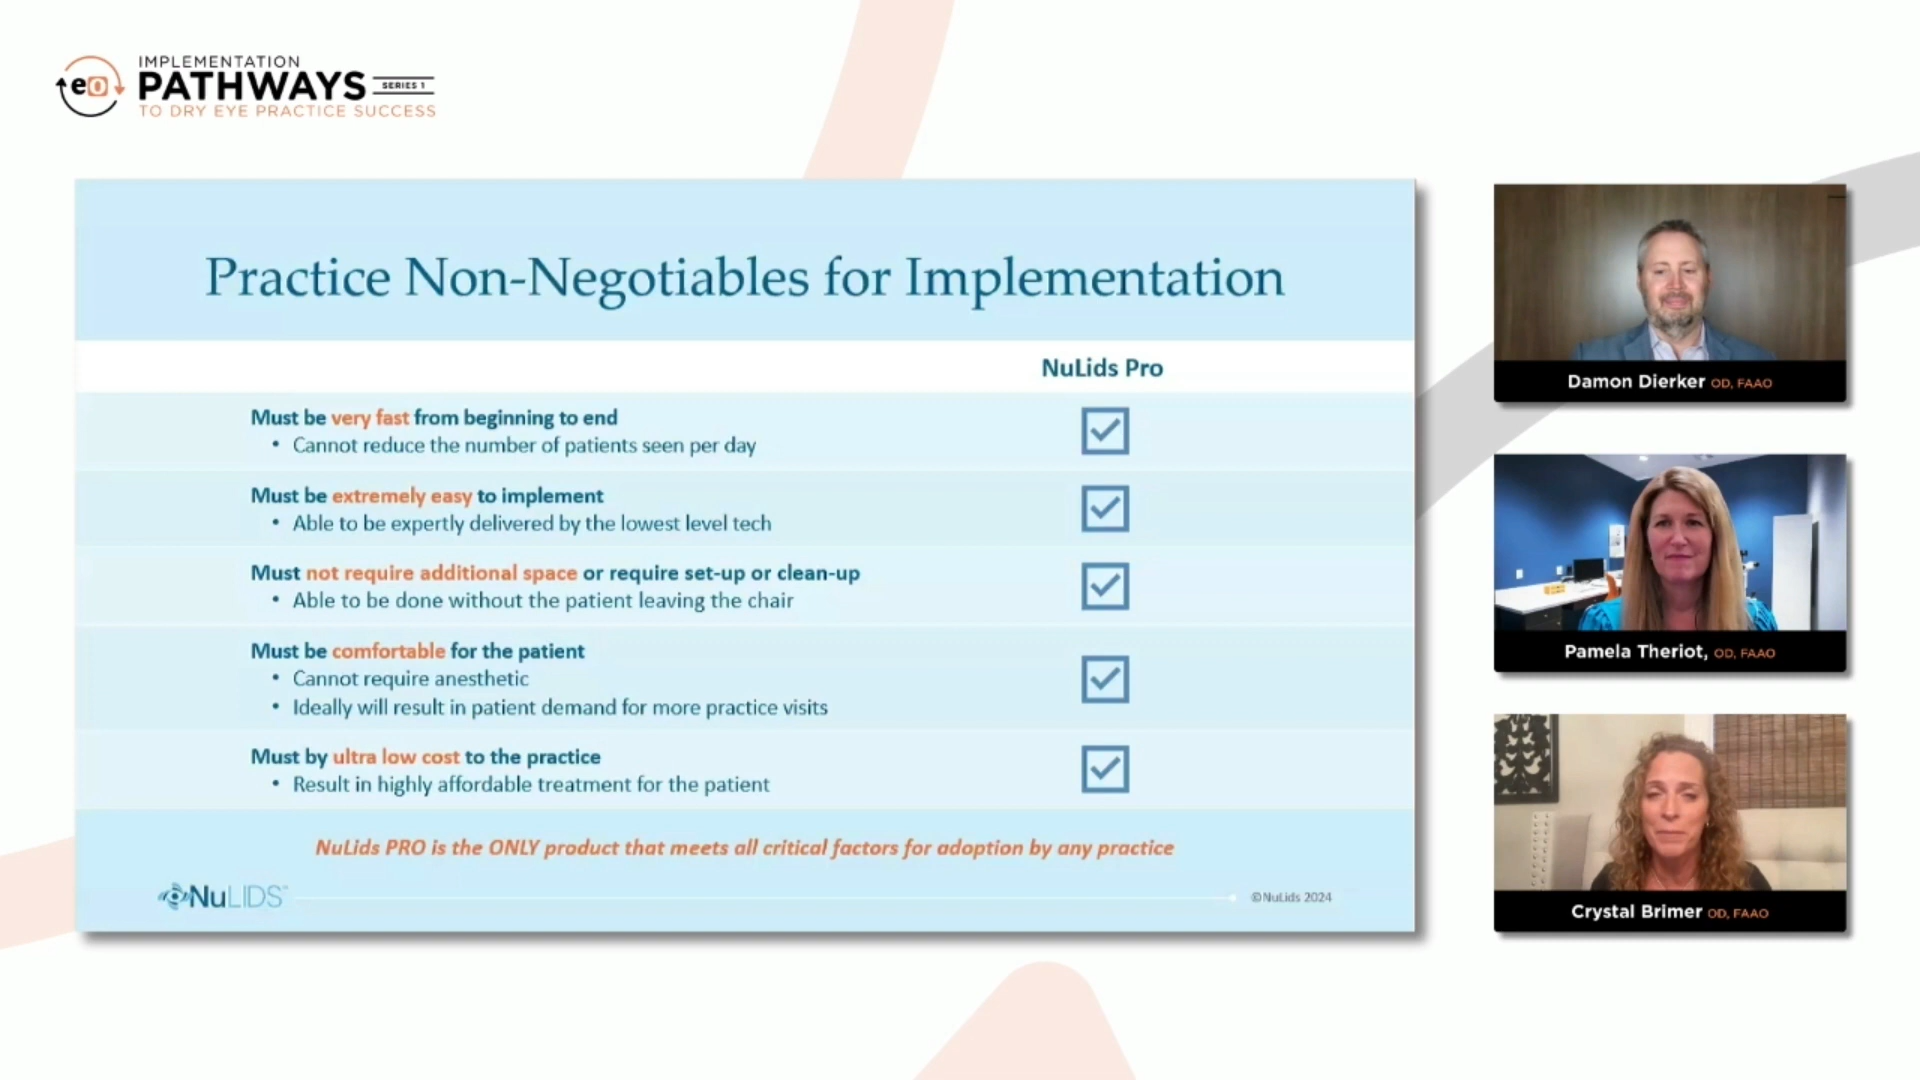 eo
IMPLEMENTATION
PATHWAYS SERIES 1
TO DRY EYE PRACTICE SUCCESS
Practice Non-Negotiables for Implementation
NuLids Pro
Must be very fast from beginning to end
• Cannot reduce the number of patients seen per day
Must be extremely easy to implement
• Able to be expertly delivered by the lowest level tech
Must not require additional space or require set-up or clean-up
• Able to be done without the patient leaving the chair
Must be comfortable for the patient
• Cannot require anesthetic
• Ideally will result in patient demand for more practice visits
Must by ultra low cost to the practice
• Result in highly affordable treatment for the patient
NuLids PRO is the ONLY product that meets all critical factors for adoption by any practice
NuLIDS™
©NuLids 2024
Damon Dierker OD, FAAO
Pamela Theriot, OD, FAAO
Crystal Brimer OD, FAAO